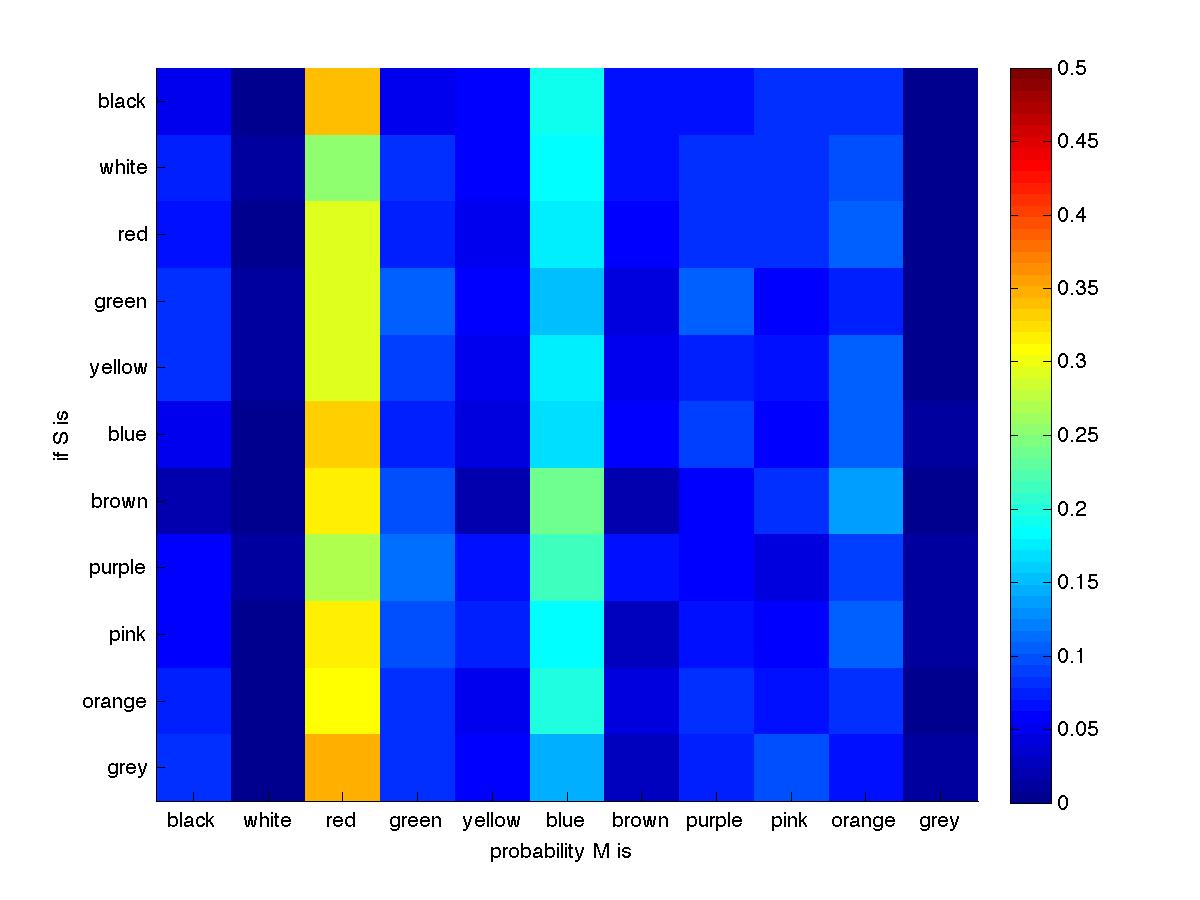 black
white
red
green
yellow
blue
brown
purple
pink
orange
grey
if S is
black white red green yellow blue brown purple pink orange grey
probability M is
0.5
0.45
0.4
0.35
0.3
0.25
0.2
0.15
0.1
0.05
0